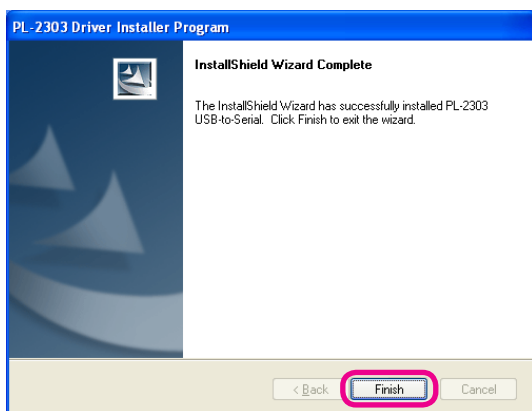 PL-2303 Driver Installer Program
InstallShield Wizard Complete
The InstallShield Wizard has successfully installed PL-2303
USB-to-Serial. Click Finish to exit the wizard.
< Back
Finish
Cancel